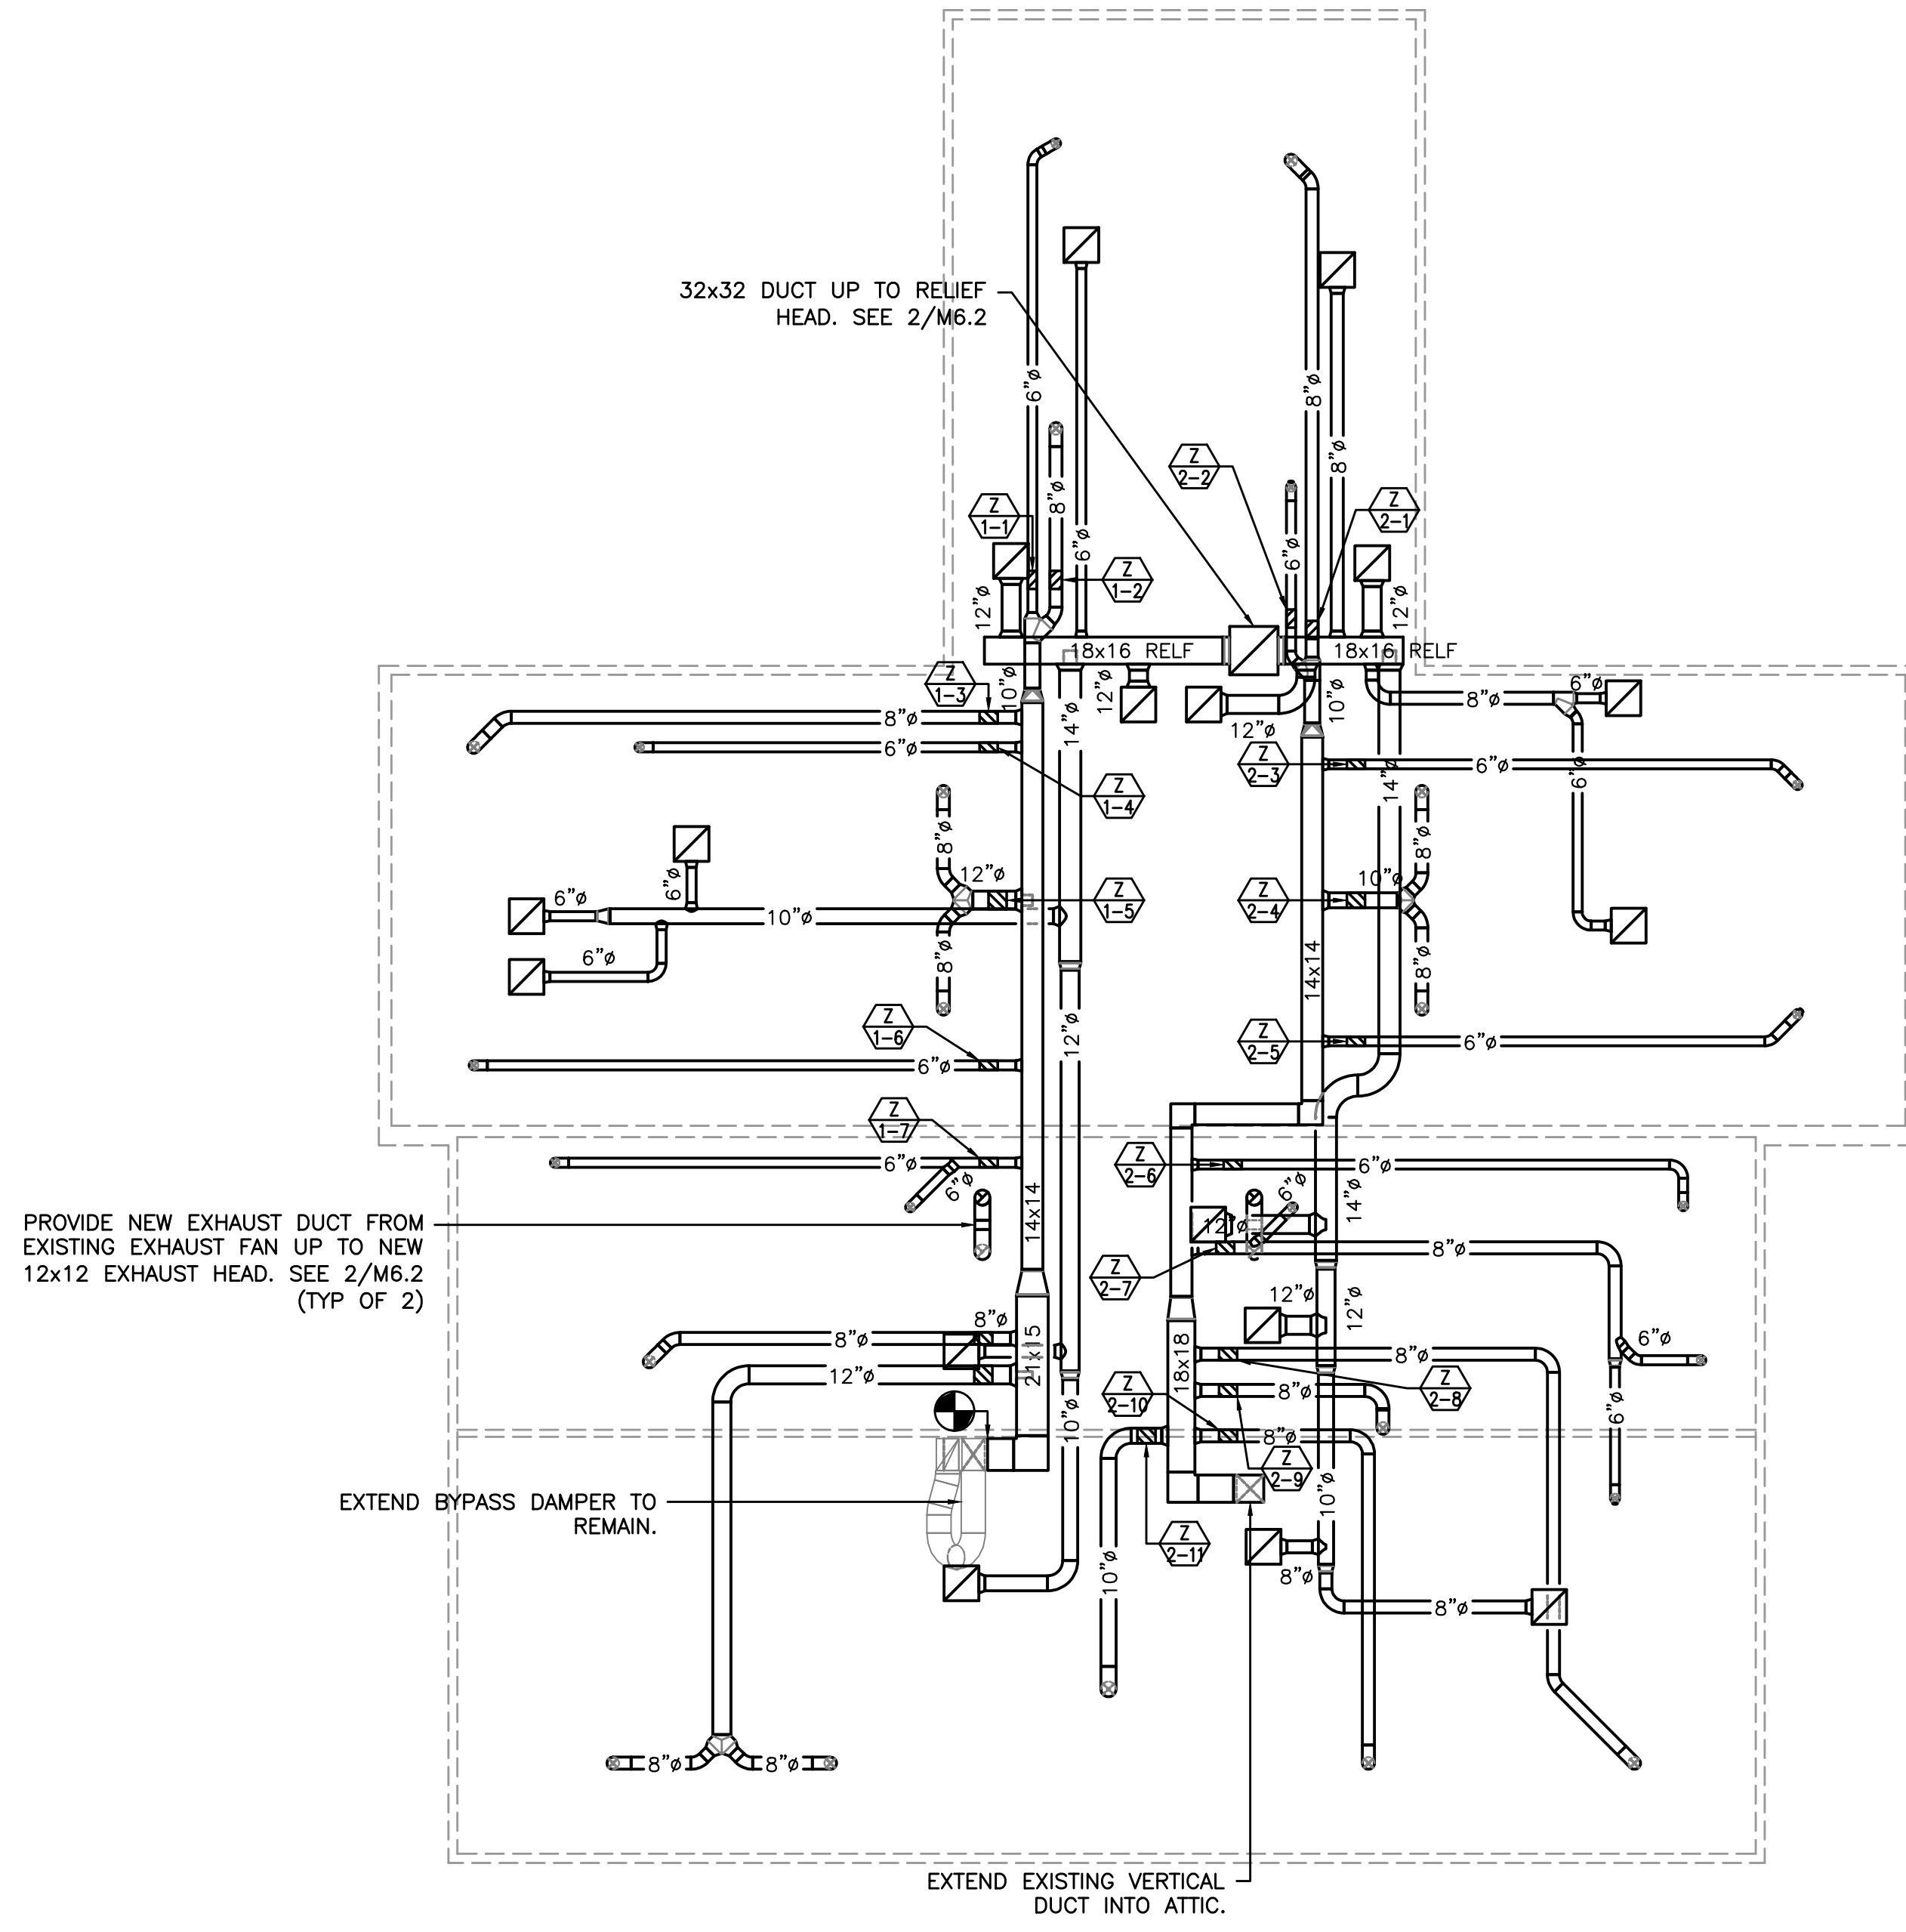 32x32 DUCT UP TO RELIEF
HEAD. SEE 2/M6.2
6"ø
8"ø
8"ø
8"ø
6"ø
6"ø
Z
2-2
Z
2-1
Z
1-1
Z
1-2
12"ø
12"ø
18x16 RELF
18x16 RELF
Z
1-3
10"ø
14"ø
12"ø
12"ø
10"ø
8"ø
6"ø
8"ø
6"ø
Z
1-4
Z
2-3
6"ø
14"ø
6"ø
8"ø
12"ø
6"ø
6"ø
10"ø
Z
1-5
Z
2-4
10"ø
8"ø
6"ø
8"ø
14x14
8"ø
Z
1-6
12"ø
Z
2-5
6"ø
6"ø
Z
1-7
6"ø
6"ø
14x14
Z
2-6
6"ø
6"ø
14"ø
12"ø
8"ø
PROVIDE NEW EXHAUST DUCT FROM
EXISTING EXHAUST FAN UP TO NEW
12x12 EXHAUST HEAD. SEE 2/M6.2
(TYP OF 2)
Z
2-7
12"ø
12"ø
8"ø
8"ø
12"ø
21x15
18x18
8"ø
6"ø
Z
2-10
8"ø
Z
2-8
6"ø
10"ø
8"ø
Z
2-9
10"ø
EXTEND BYPASS DAMPER TO
REMAIN.
Z
2-11
10"ø
8"ø
8"ø
8"ø
8"ø
EXTEND EXISTING VERTICAL
DUCT INTO ATTIC.